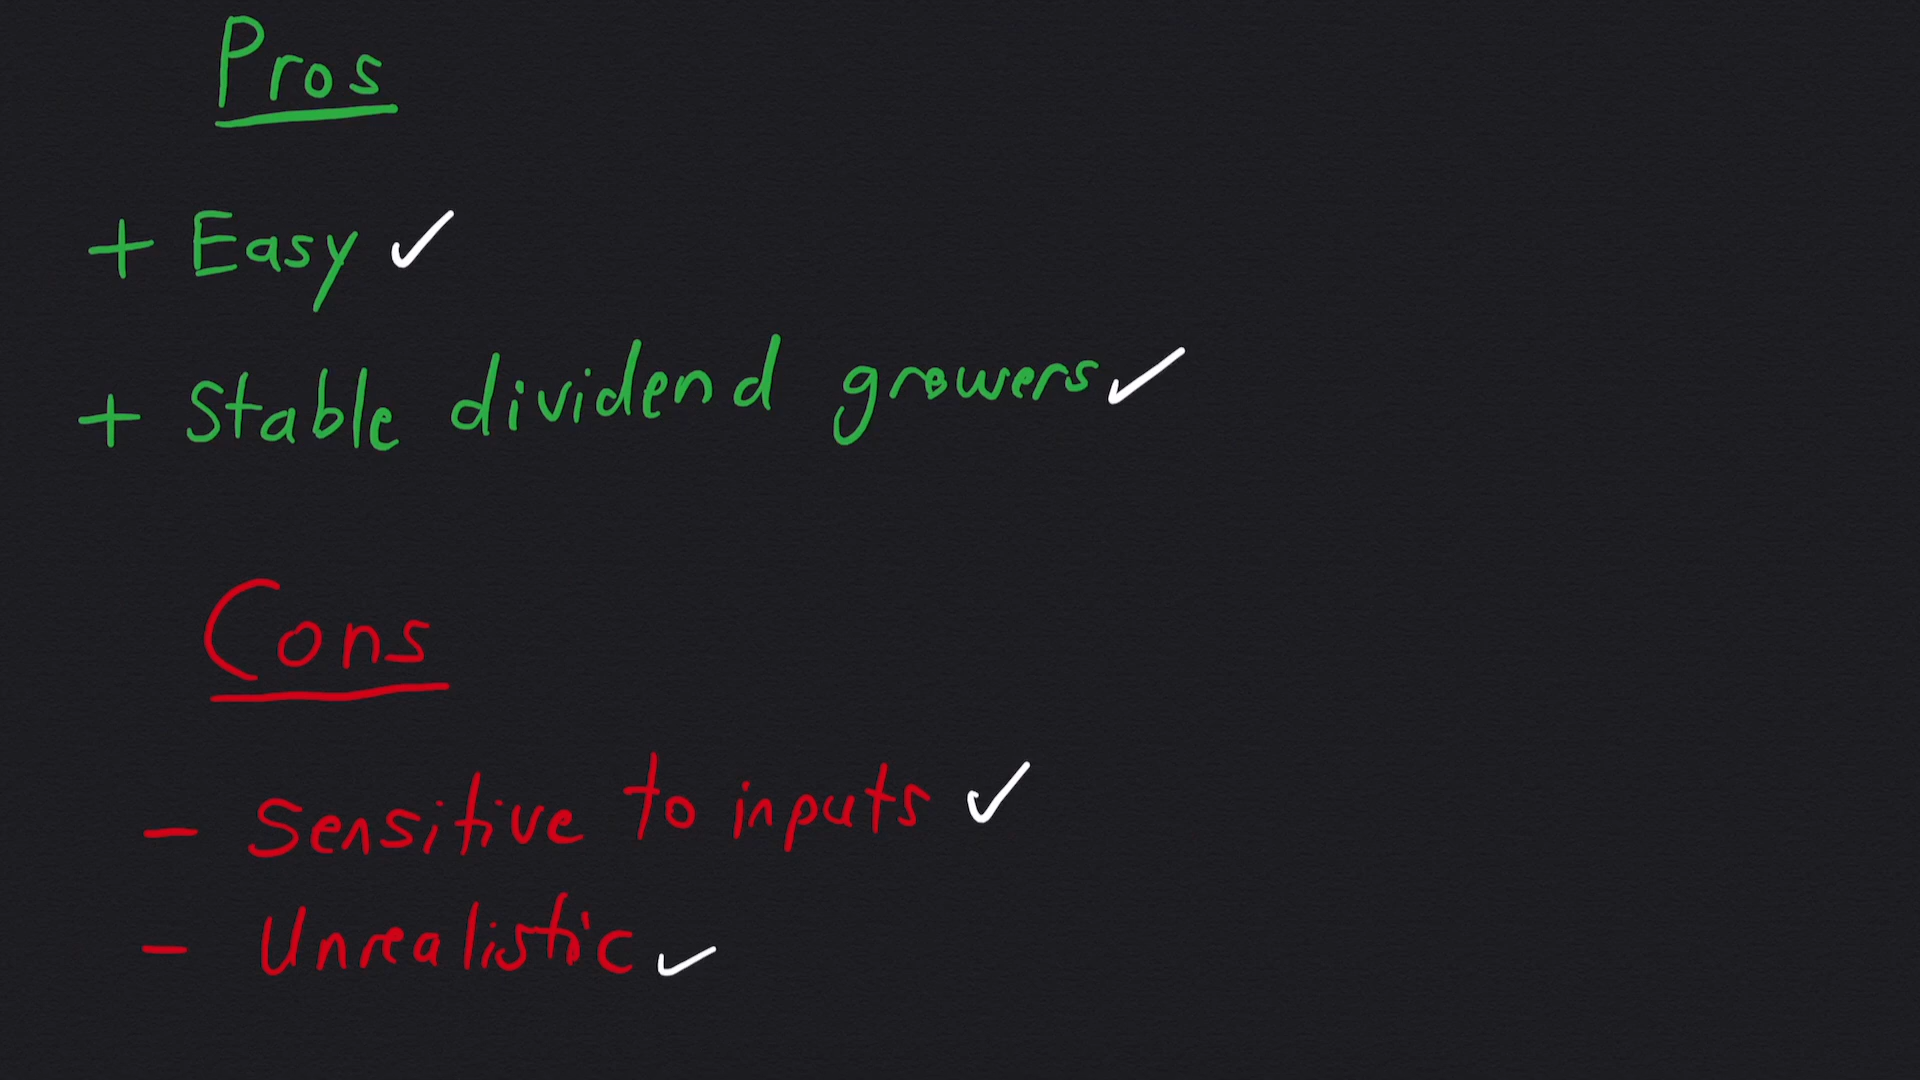 Pros
+ Easy ✓
+ Stable dividend growers ✓
Cons
- Sensitive to inputs ✓
- Unrealistic ✓